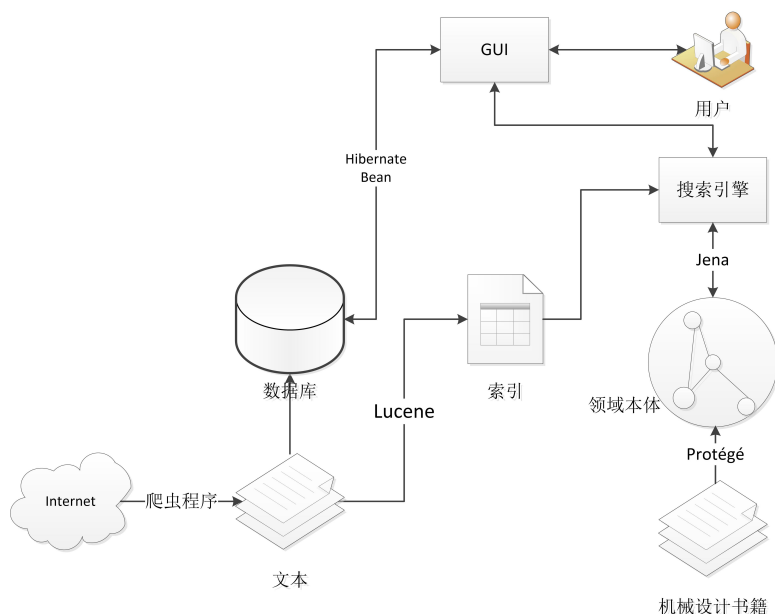 GUI
用户
Hibernate
Bean
搜索引擎
Jena
数据库
索引
领域本体
Lucene
Protégé
Internet
爬虫程序
文本
机械设计书籍